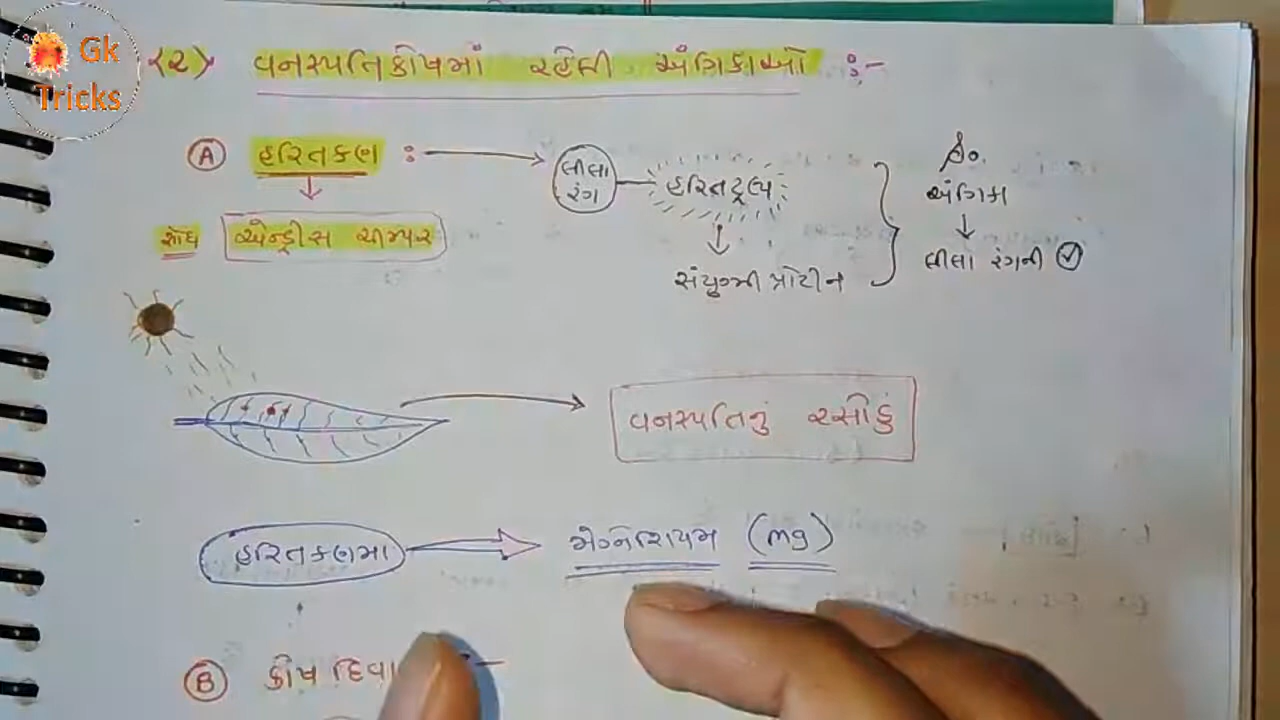 Gk
Tricks
(૨) વનસ્પતિકોષમાં રહેલી અંગિકાઓ :-
(A) હરિતકણ :
લીલા
રંગ
હરિતદ્રવ્ય
સંયુગ્મી પ્રોટીન
અંગિકા
લીલા રંગની
શોધ એન્ડ્રીસ શિમ્પર
વનસ્પતિનું રસોડું
હરિતકણમા મેગ્નેશિયમ (mg)
(B) કોષ